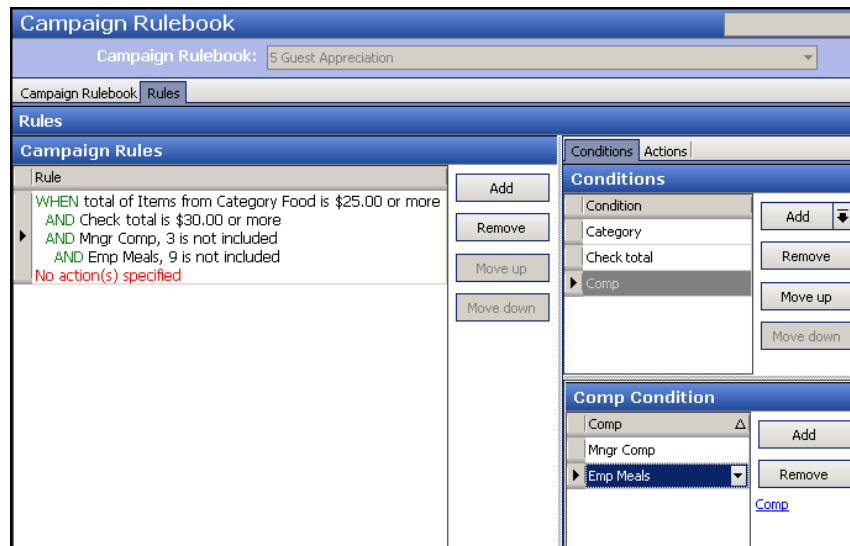 Campaign Rulebook
Campaign Rulebook: 5 Guest Appreciation
Campaign Rulebook Rules
Rules
Campaign Rules
Rule
WHEN total of Items from Category Food is $25.00 or more
AND Check total is $30.00 or more
AND Mngr Comp, 3 is not included
AND Emp Meals, 9 is not included
No action(s) specified
Add
Remove
Move up
Move down
Conditions Actions
Conditions
Condition
Category
Check total
Comp
Add
Remove
Move up
Move down
Comp Condition
Comp
Mngr Comp
Emp Meals
Add
Remove
Comp